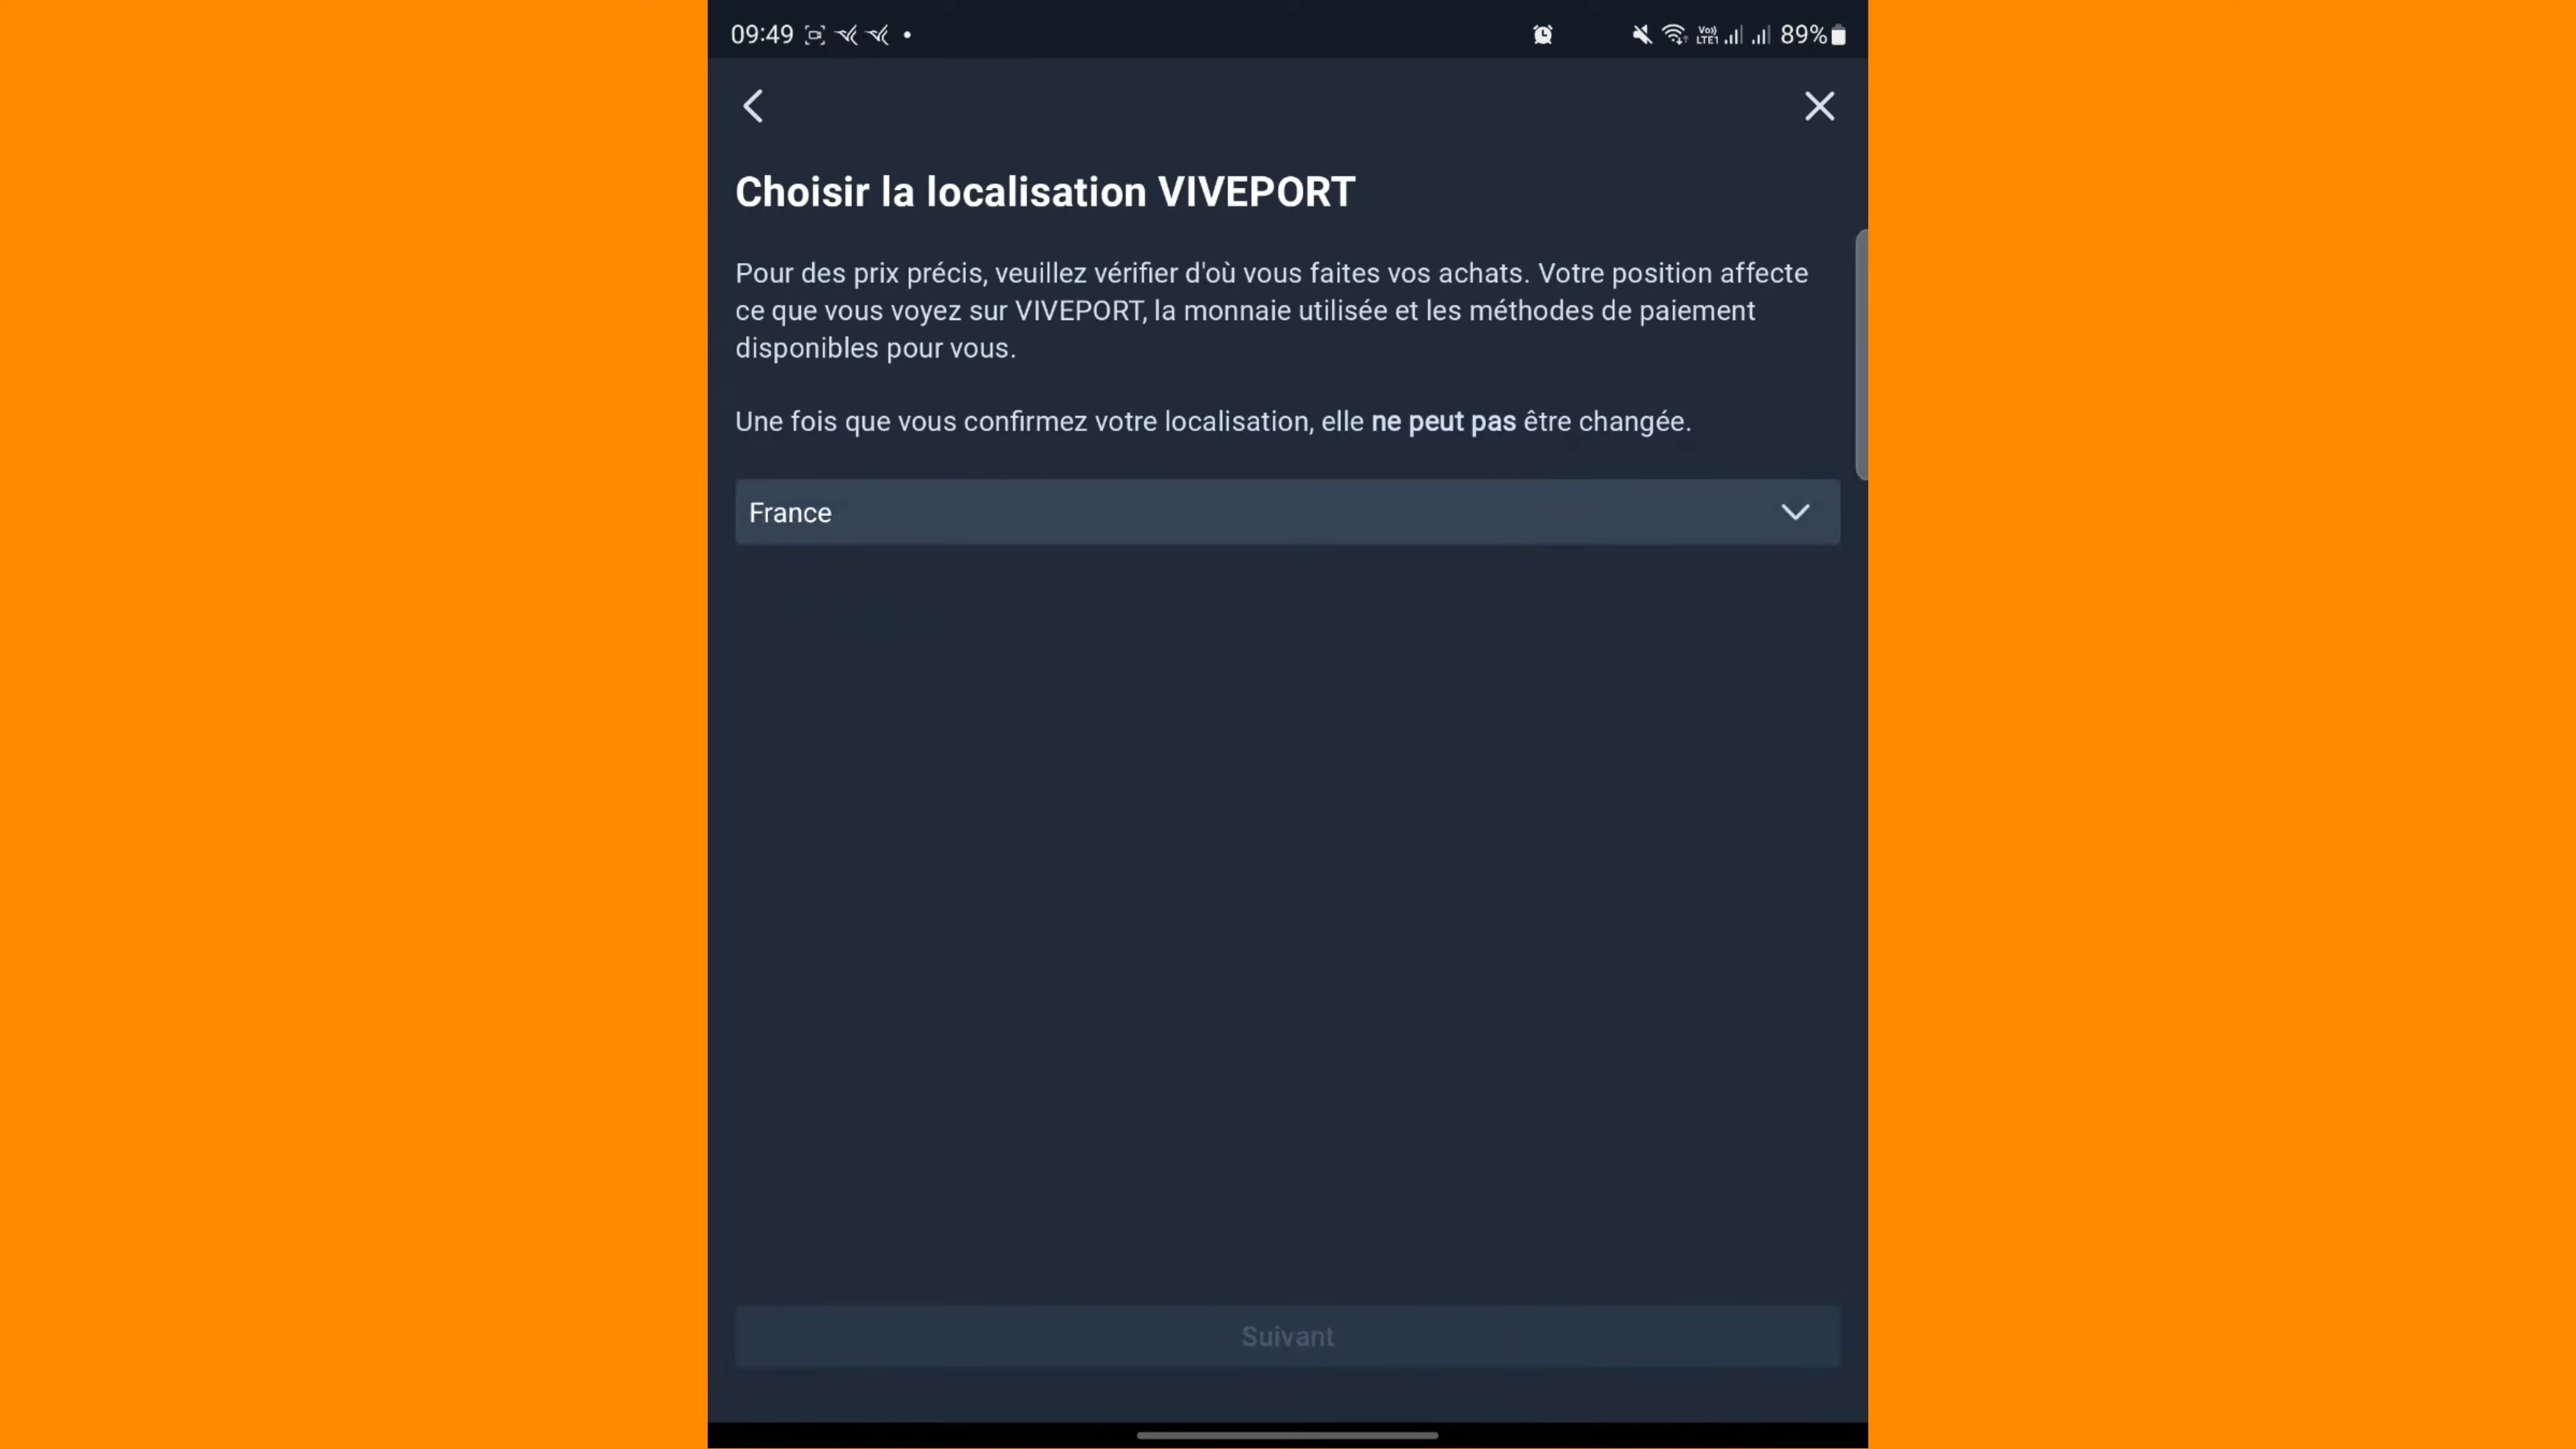 09:49
Vo) LTE1 89%
Choisir la localisation VIVEPORT
Pour des prix précis, veuillez vérifier d'où vous faites vos achats. Votre position affecte
ce que vous voyez sur VIVEPORT, la monnaie utilisée et les méthodes de paiement
disponibles pour vous.
Une fois que vous confirmez votre localisation, elle ne peut pas être changée.
France
Suivant